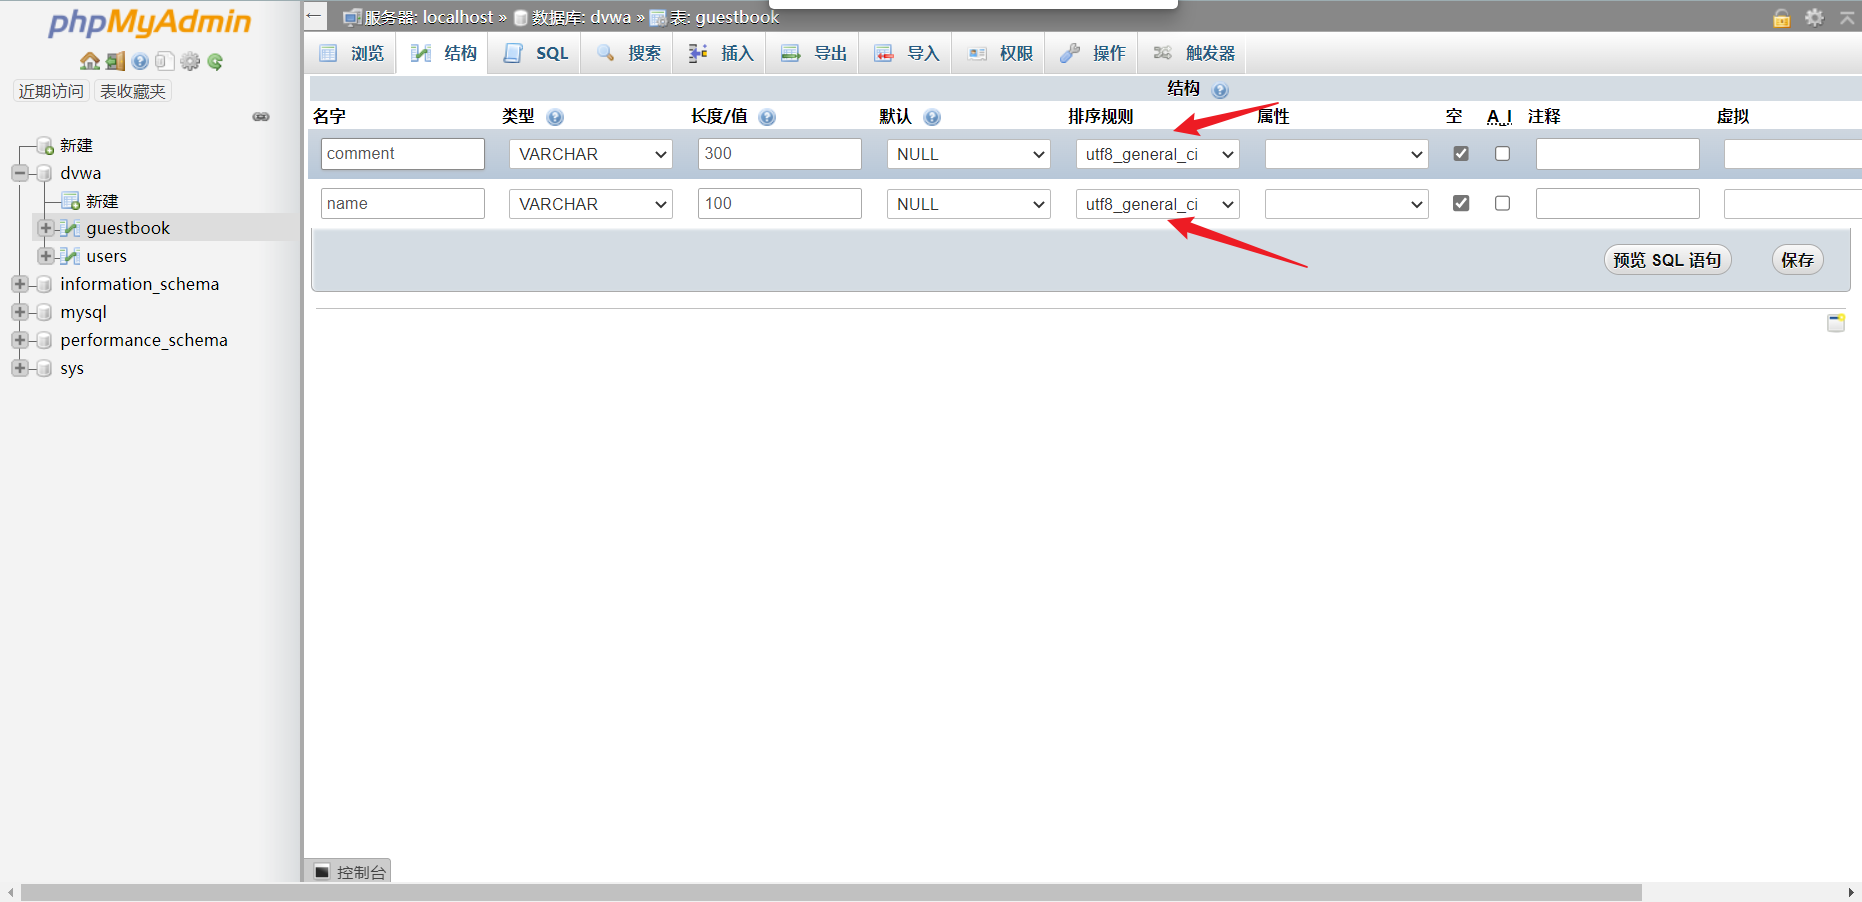 phpMyAdmin
近期访问 表收藏夹
新建
dvwa
新建
guestbook
users
information_schema
mysql
performance_schema
sys
服务器: localhost » 数据库: dvwa » 表: guestbook
浏览 结构 SQL 搜索 插入 导出 导入 权限 操作 触发器
结构
名字 类型 长度/值 默认 排序规则 属性 空 A_I 注释 虚拟
comment VARCHAR 300 NULL utf8_general_ci
name VARCHAR 100 NULL utf8_general_ci
预览 SQL 语句 保存
控制台